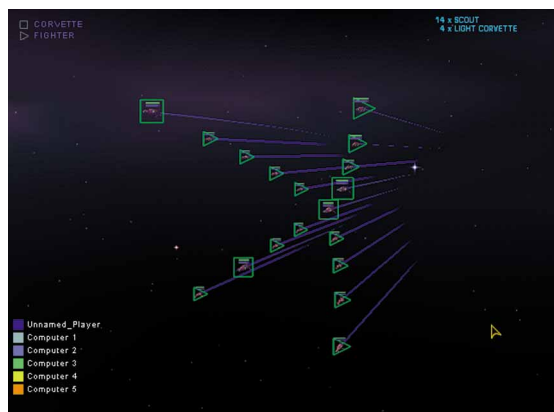 CORVETTE
FIGHTER
14 x SCOUT
4 x LIGHT CORVETTE
Unnamed_Player
Computer 1
Computer 2
Computer 3
Computer 4
Computer 5